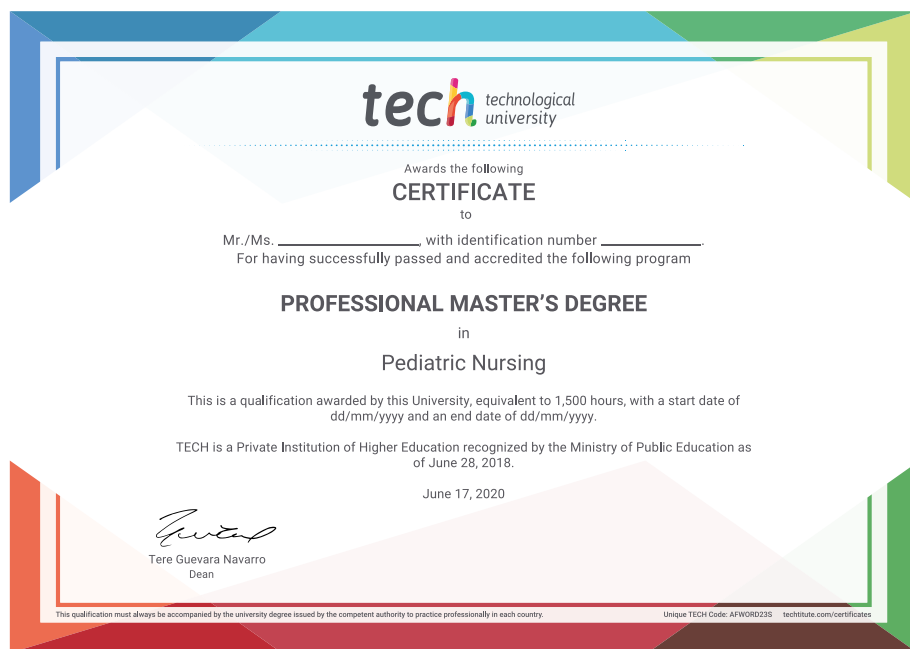 tech technological
university
Awards the following
CERTIFICATE
to
Mr./Ms. ____________________, with identification number ______________.
For having successfully passed and accredited the following program
PROFESSIONAL MASTER'S DEGREE
in
Pediatric Nursing
This is a qualification awarded by this University, equivalent to 1,500 hours, with a start date of
dd/mm/yyyy and an end date of dd/mm/yyyy.
TECH is a Private Institution of Higher Education recognized by the Ministry of Public Education as
of June 28, 2018.
June 17, 2020
Tere Guevara Navarro
Dean
This qualification must always be accompanied by the university degree issued by the competent authority to practice professionally in each country. Unique TECH Code: AFWORD23S techtitute.com/certificates